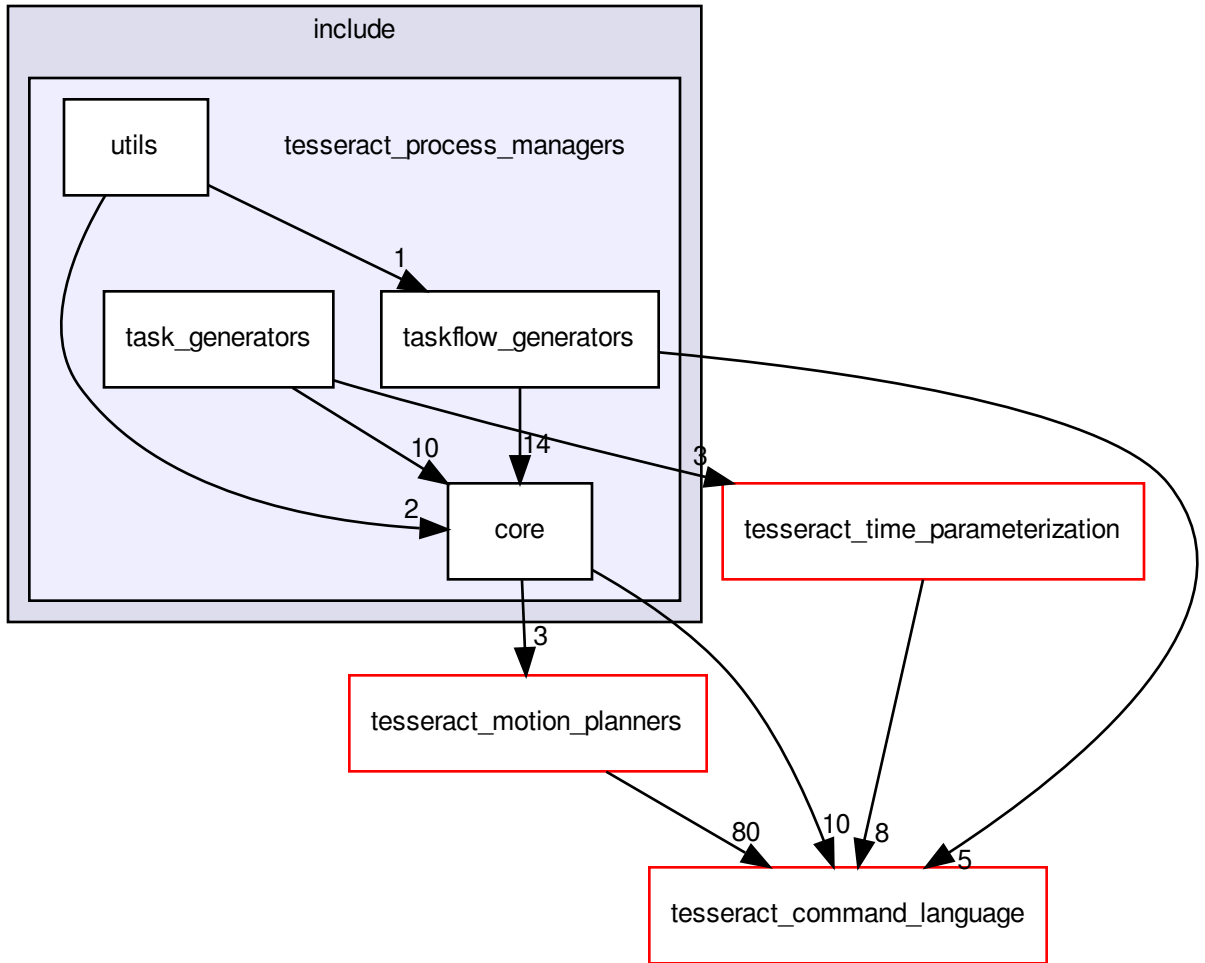 include
utils
tesseract_process_managers
1
task_generators
taskflow_generators
10
14
3
2
core
tesseract_time_parameterization
3
tesseract_motion_planners
80
10
8
5
tesseract_command_language